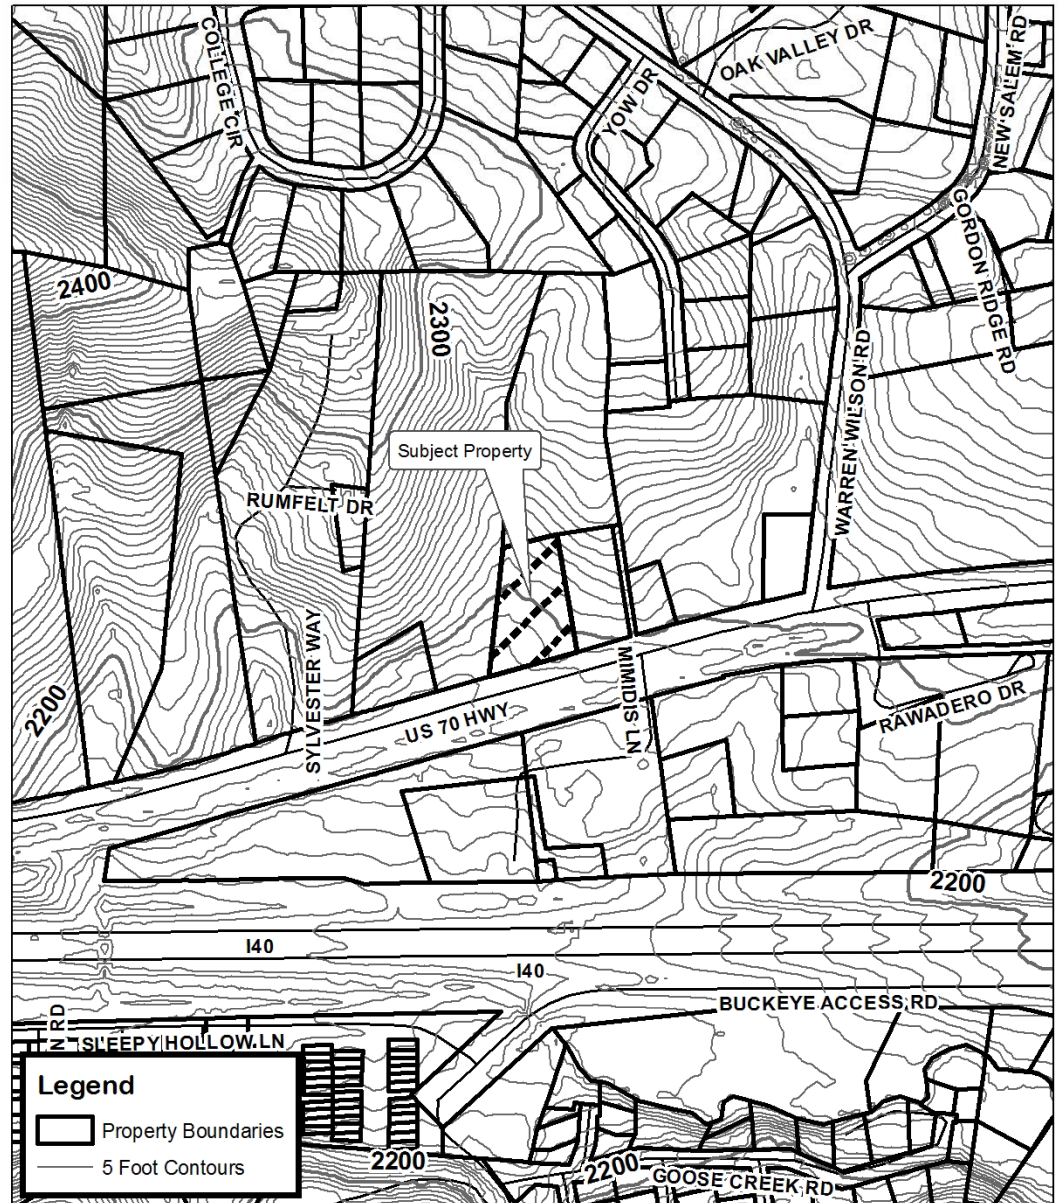 COLLEGE CIR
OAK VALLEY DR
YOW DR
NEW SALEM RD
GORDON RIDGE RD
2400
2300
WARREN WILSON RD
Subject Property
RUMFELT DR
SYLVESTER WAY
MIMIDIS LN
2200
US 70 HWY
RAWADERO DR
2200
I40
I40
BUCKEYE ACCESS RD
N RD
SLEEPY HOLLOW LN
Legend
Property Boundaries
5 Foot Contours
2200
2200
GOOSE CREEK RD